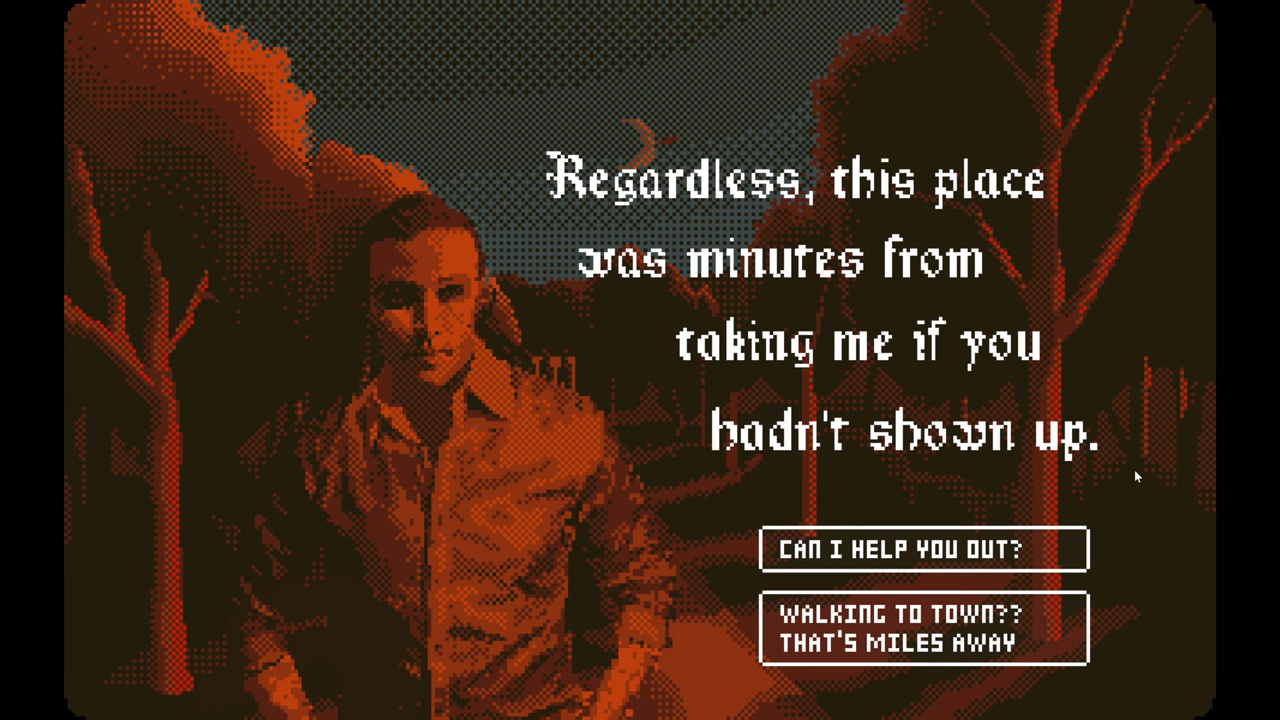 Regardless, this place
was minutes from
taking me if you
hadn't shown up.
CAN I HELP YOU OUT?
WALKING TO TOWN??
THAT'S MILES AWAY